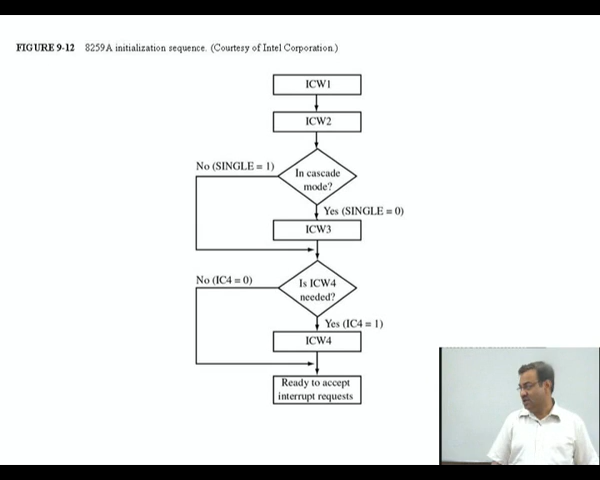 FIGURE 9-12 8259A initialization sequence. (Courtesy of Intel Corporation.)
ICW1
ICW2
No (SINGLE = 1)
In cascade
mode?
Yes (SINGLE = 0)
ICW3
No (IC4 = 0)
Is ICW4
needed?
Yes (IC4 = 1)
ICW4
Ready to accept
interrupt requests